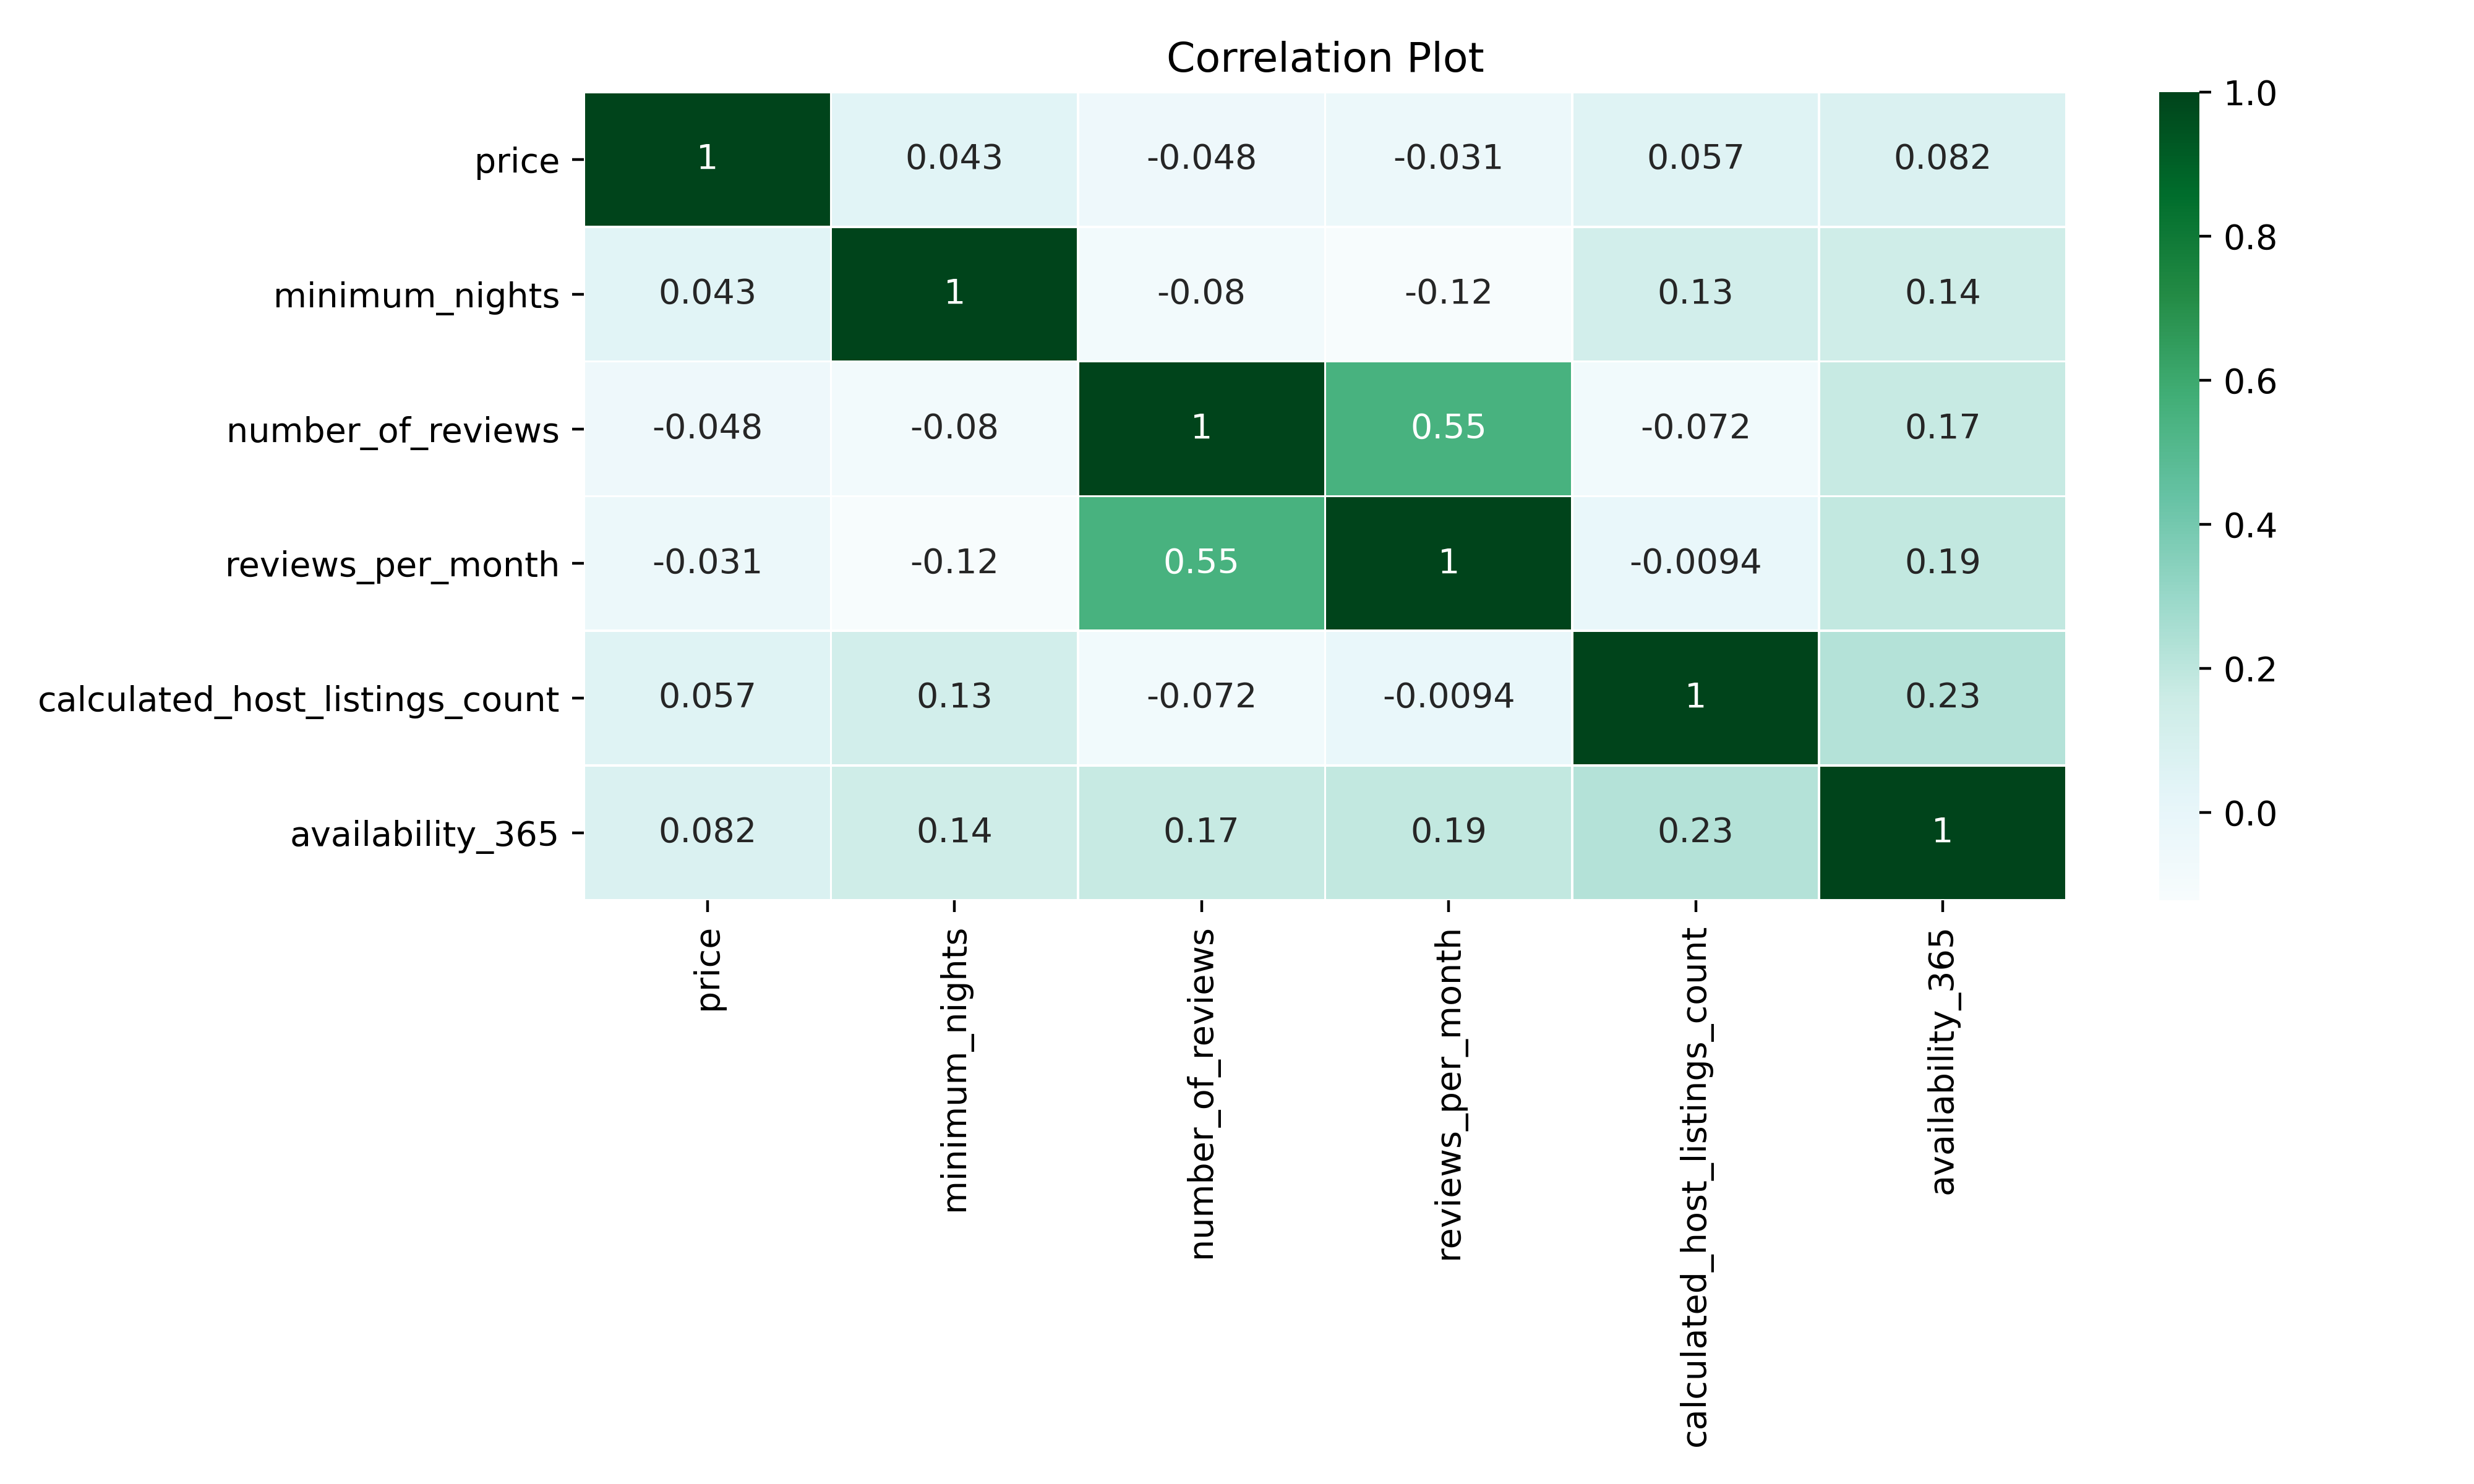 Correlation Plot
price 1 0.043 -0.048 -0.031 0.057 0.082
minimum_nights 0.043 1 -0.08 -0.12 0.13 0.14
number_of_reviews -0.048 -0.08 1 0.55 -0.072 0.17
reviews_per_month -0.031 -0.12 0.55 1 -0.0094 0.19
calculated_host_listings_count 0.057 0.13 -0.072 -0.0094 1 0.23
availability_365 0.082 0.14 0.17 0.19 0.23 1
price
minimum_nights
number_of_reviews
reviews_per_month
calculated_host_listings_count
availability_365
1.0
0.8
0.6
0.4
0.2
0.0